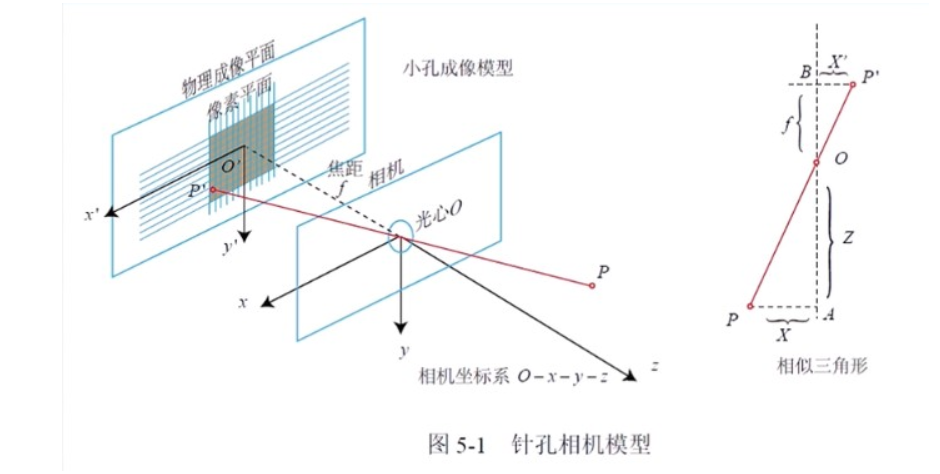 小孔成像模型
物理成像平面
像素平面
O'
P'
x'
y'
焦距
f
相机
光心O
x
y
z
P
相机坐标系 O-x-y-z
B
X'
P'
f
O
Z
P
X
A
相似三角形
图 5-1 针孔相机模型